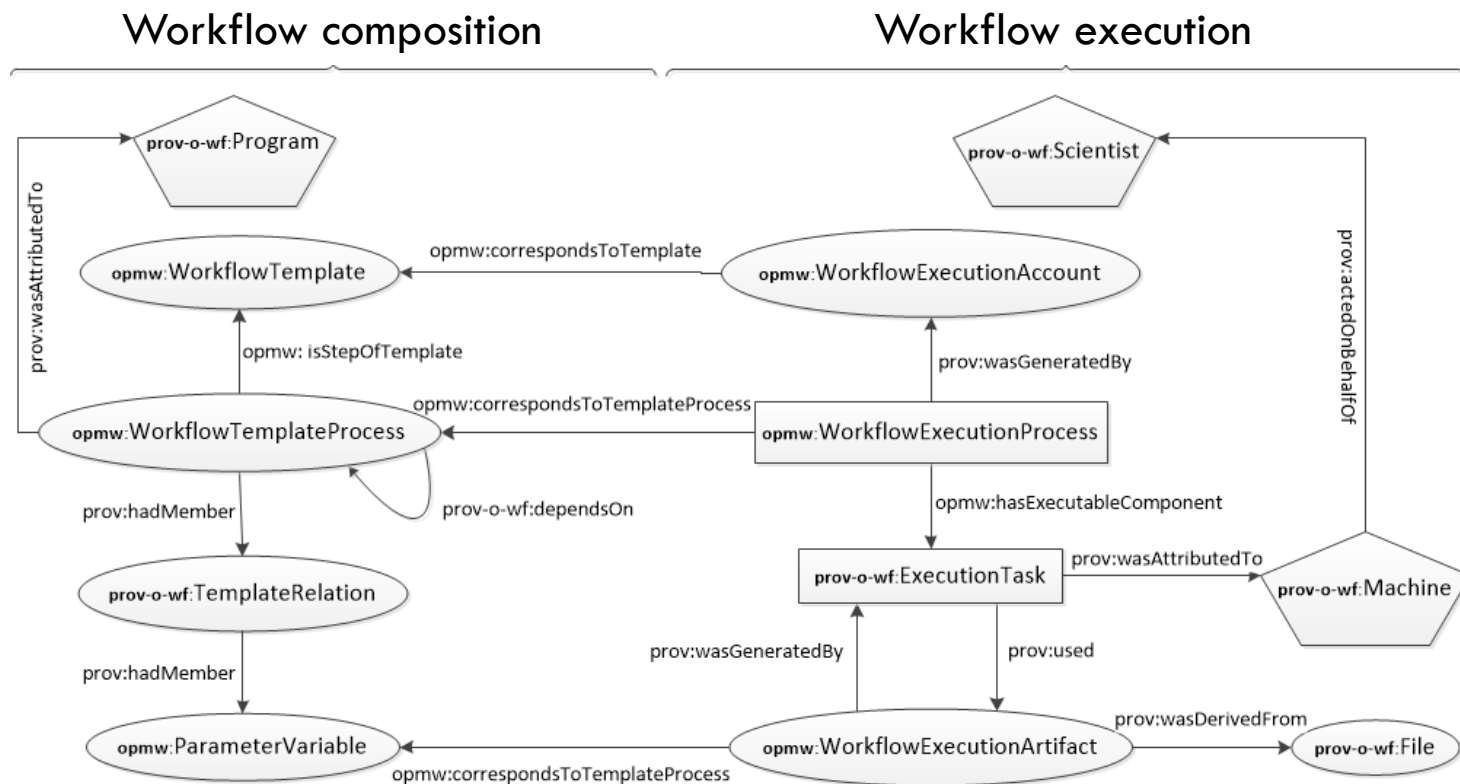 Workflow composition
Workflow execution
prov-o-wf:Program
prov-o-wf:Scientist
prov:wasAttributedTo
opmw:correspondsToTemplate
prov:actedOnBehalfOf
opmw:WorkflowTemplate
opmw:WorkflowExecutionAccount
opmw: isStepOfTemplate
prov:wasGeneratedBy
opmw:correspondsToTemplateProcess
opmw:WorkflowTemplateProcess
opmw:WorkflowExecutionProcess
prov:hadMember
prov-o-wf:dependsOn
opmw:hasExecutableComponent
prov-o-wf:TemplateRelation
prov-o-wf:ExecutionTask
prov:wasAttributedTo
prov-o-wf:Machine
prov:hadMember
prov:wasGeneratedBy
prov:used
opmw:ParameterVariable
opmw:WorkflowExecutionArtifact
prov:wasDerivedFrom
prov-o-wf:File
opmw:correspondsToTemplateProcess